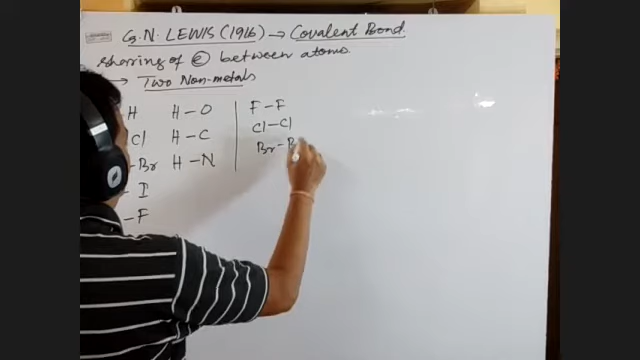 G.N. LEWIS (1916) → Covalent Bond.
sharing of e between atoms.
→ Two Non-metals
H H-O F-F
Cl H-C Cl-Cl
-Br H-N Br-B
- I
- F